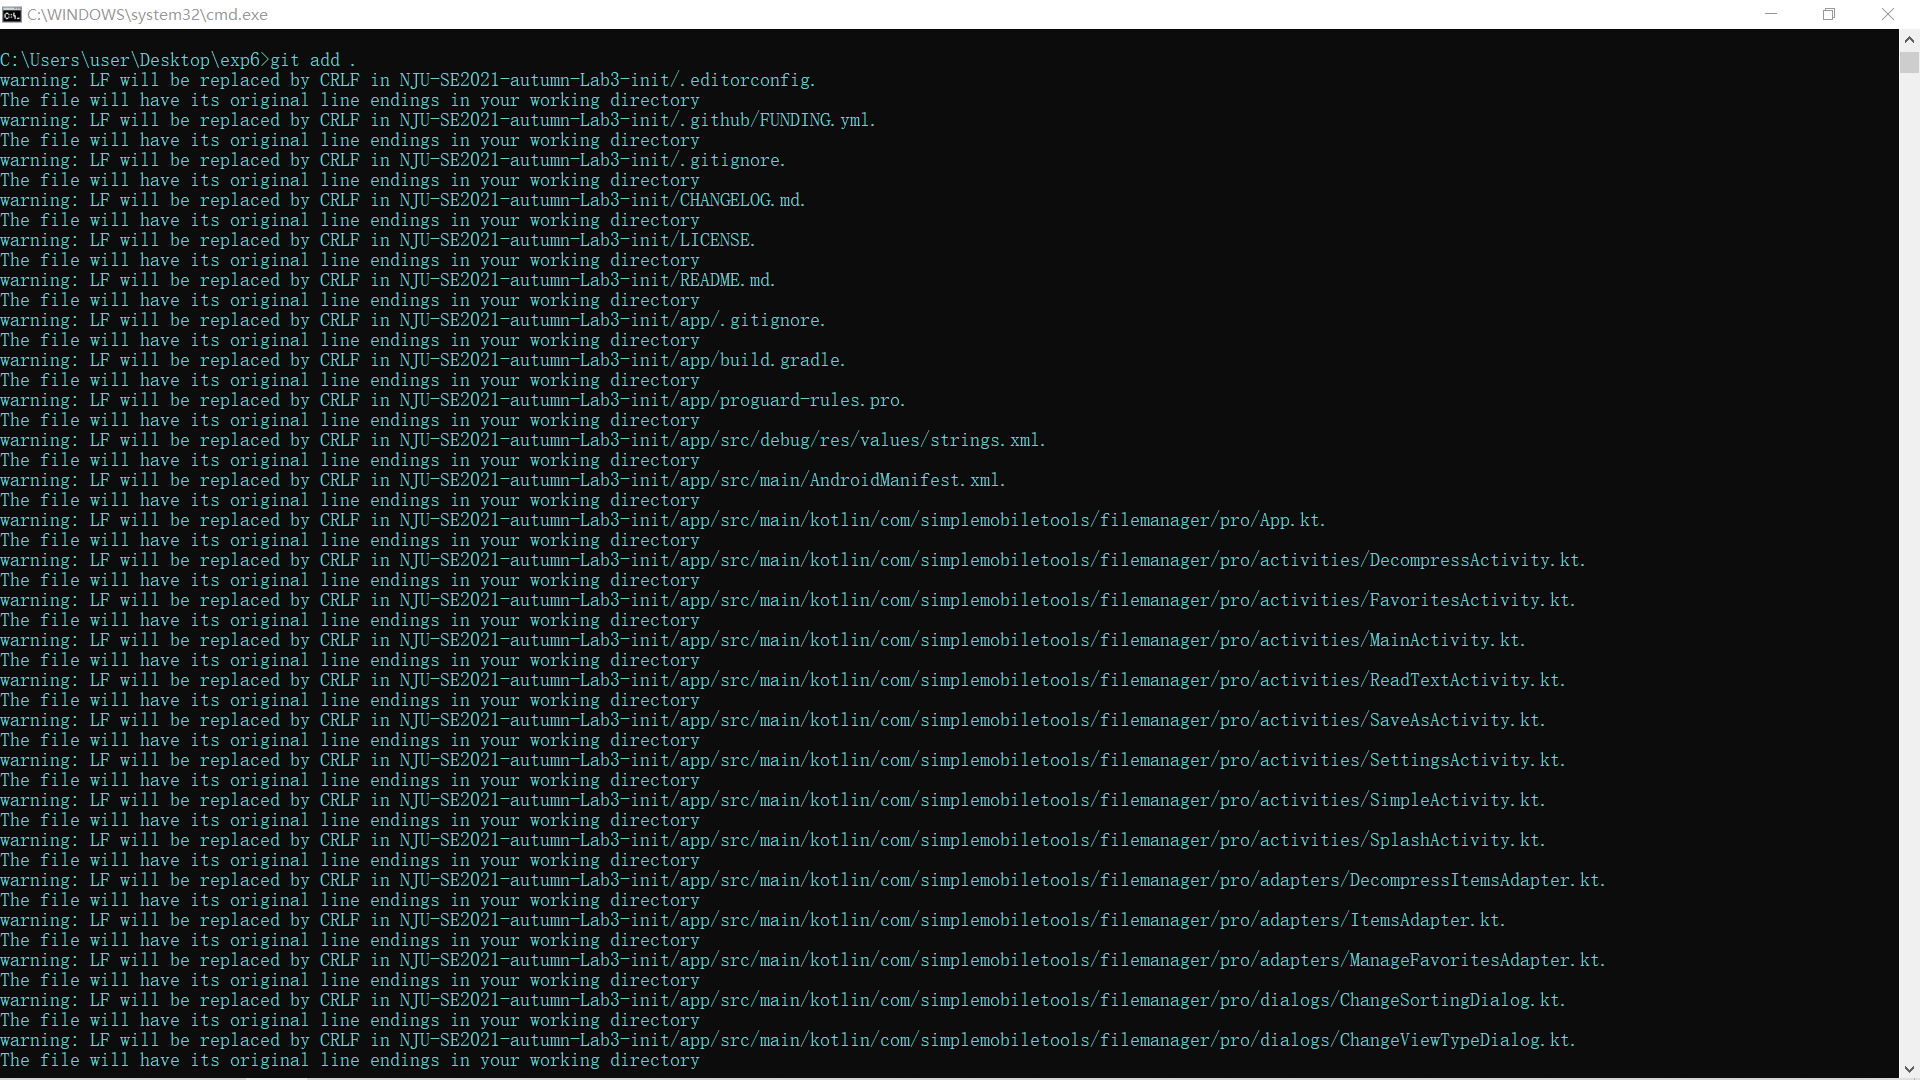 C:\WINDOWS\system32\cmd.exe
C:\Users\user\Desktop\exp6>git add .
warning: LF will be replaced by CRLF in NJU-SE2021-autumn-Lab3-init/.editorconfig.
The file will have its original line endings in your working directory
warning: LF will be replaced by CRLF in NJU-SE2021-autumn-Lab3-init/.github/FUNDING.yml.
The file will have its original line endings in your working directory
warning: LF will be replaced by CRLF in NJU-SE2021-autumn-Lab3-init/.gitignore.
The file will have its original line endings in your working directory
warning: LF will be replaced by CRLF in NJU-SE2021-autumn-Lab3-init/CHANGELOG.md.
The file will have its original line endings in your working directory
warning: LF will be replaced by CRLF in NJU-SE2021-autumn-Lab3-init/LICENSE.
The file will have its original line endings in your working directory
warning: LF will be replaced by CRLF in NJU-SE2021-autumn-Lab3-init/README.md.
The file will have its original line endings in your working directory
warning: LF will be replaced by CRLF in NJU-SE2021-autumn-Lab3-init/app/.gitignore.
The file will have its original line endings in your working directory
warning: LF will be replaced by CRLF in NJU-SE2021-autumn-Lab3-init/app/build.gradle.
The file will have its original line endings in your working directory
warning: LF will be replaced by CRLF in NJU-SE2021-autumn-Lab3-init/app/proguard-rules.pro.
The file will have its original line endings in your working directory
warning: LF will be replaced by CRLF in NJU-SE2021-autumn-Lab3-init/app/src/debug/res/values/strings.xml.
The file will have its original line endings in your working directory
warning: LF will be replaced by CRLF in NJU-SE2021-autumn-Lab3-init/app/src/main/AndroidManifest.xml.
The file will have its original line endings in your working directory
warning: LF will be replaced by CRLF in NJU-SE2021-autumn-Lab3-init/app/src/main/kotlin/com/simplemobiletools/filemanager/pro/App.kt.
The file will have its original line endings in your working directory
warning: LF will be replaced by CRLF in NJU-SE2021-autumn-Lab3-init/app/src/main/kotlin/com/simplemobiletools/filemanager/pro/activities/DecompressActivity.kt.
The file will have its original line endings in your working directory
warning: LF will be replaced by CRLF in NJU-SE2021-autumn-Lab3-init/app/src/main/kotlin/com/simplemobiletools/filemanager/pro/activities/FavoritesActivity.kt.
The file will have its original line endings in your working directory
warning: LF will be replaced by CRLF in NJU-SE2021-autumn-Lab3-init/app/src/main/kotlin/com/simplemobiletools/filemanager/pro/activities/MainActivity.kt.
The file will have its original line endings in your working directory
warning: LF will be replaced by CRLF in NJU-SE2021-autumn-Lab3-init/app/src/main/kotlin/com/simplemobiletools/filemanager/pro/activities/ReadTextActivity.kt.
The file will have its original line endings in your working directory
warning: LF will be replaced by CRLF in NJU-SE2021-autumn-Lab3-init/app/src/main/kotlin/com/simplemobiletools/filemanager/pro/activities/SaveAsActivity.kt.
The file will have its original line endings in your working directory
warning: LF will be replaced by CRLF in NJU-SE2021-autumn-Lab3-init/app/src/main/kotlin/com/simplemobiletools/filemanager/pro/activities/SettingsActivity.kt.
The file will have its original line endings in your working directory
warning: LF will be replaced by CRLF in NJU-SE2021-autumn-Lab3-init/app/src/main/kotlin/com/simplemobiletools/filemanager/pro/activities/SimpleActivity.kt.
The file will have its original line endings in your working directory
warning: LF will be replaced by CRLF in NJU-SE2021-autumn-Lab3-init/app/src/main/kotlin/com/simplemobiletools/filemanager/pro/activities/SplashActivity.kt.
The file will have its original line endings in your working directory
warning: LF will be replaced by CRLF in NJU-SE2021-autumn-Lab3-init/app/src/main/kotlin/com/simplemobiletools/filemanager/pro/adapters/DecompressItemsAdapter.kt.
The file will have its original line endings in your working directory
warning: LF will be replaced by CRLF in NJU-SE2021-autumn-Lab3-init/app/src/main/kotlin/com/simplemobiletools/filemanager/pro/adapters/ItemsAdapter.kt.
The file will have its original line endings in your working directory
warning: LF will be replaced by CRLF in NJU-SE2021-autumn-Lab3-init/app/src/main/kotlin/com/simplemobiletools/filemanager/pro/adapters/ManageFavoritesAdapter.kt.
The file will have its original line endings in your working directory
warning: LF will be replaced by CRLF in NJU-SE2021-autumn-Lab3-init/app/src/main/kotlin/com/simplemobiletools/filemanager/pro/dialogs/ChangeSortingDialog.kt.
The file will have its original line endings in your working directory
warning: LF will be replaced by CRLF in NJU-SE2021-autumn-Lab3-init/app/src/main/kotlin/com/simplemobiletools/filemanager/pro/dialogs/ChangeViewTypeDialog.kt.
The file will have its original line endings in your working directory